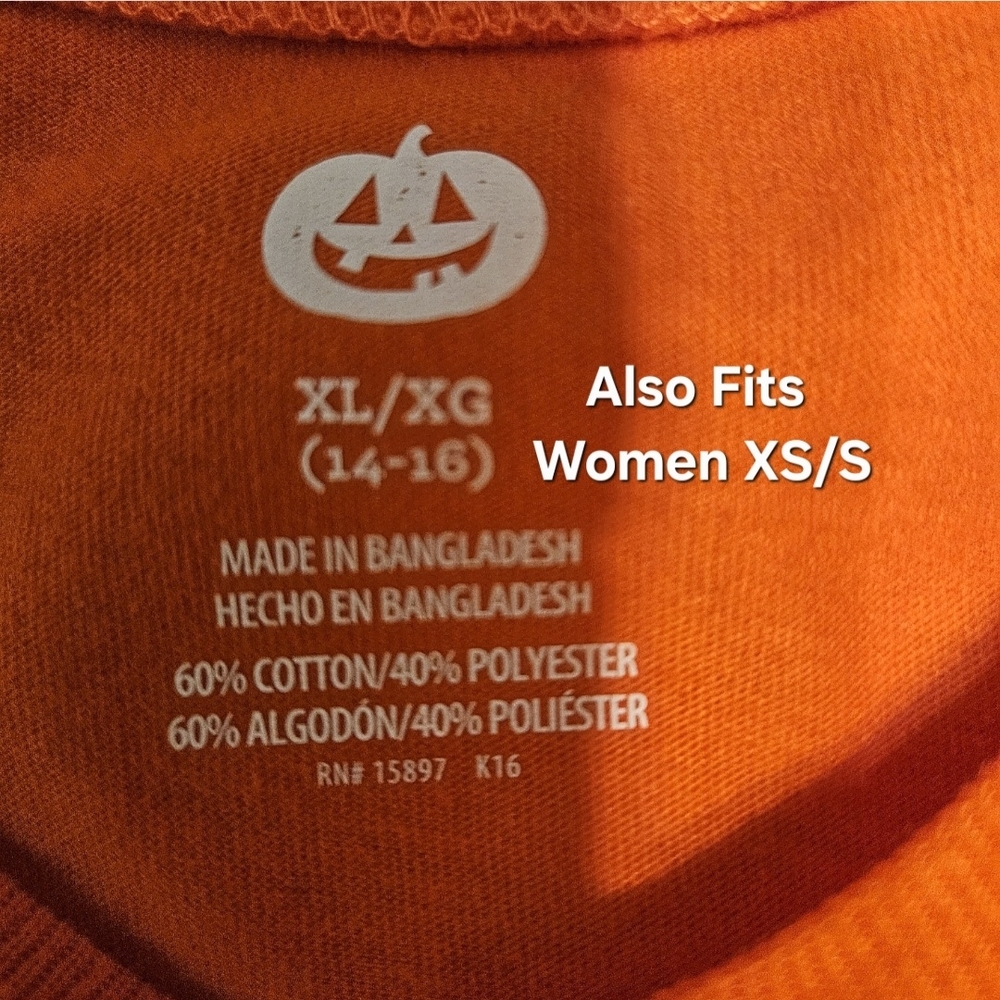 XL/XG
(14-16)
Also Fits
Women XS/S
MADE IN BANGLADESH
HECHO EN BANGLADESH
60% COTTON/40% POLYESTER
60% ALGODÓN/40% POLIÉSTER
RN# 15897 K16